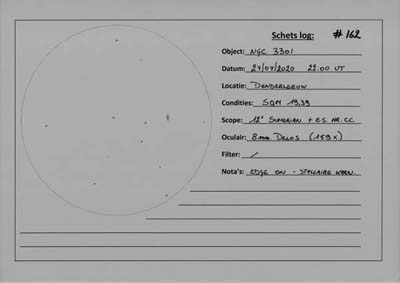 Schets log: #162
Object: NGC 3301
Datum: 24/04/2020 22:00 UT
Locatie: Denderleeuw
Condities: SQM 19.39
Scope: 12" Sumerian + E.S. HR. CC
Oculair: 8mm Delos (159x)
Filter: /
Nota's: Edge on - stellaire kern.